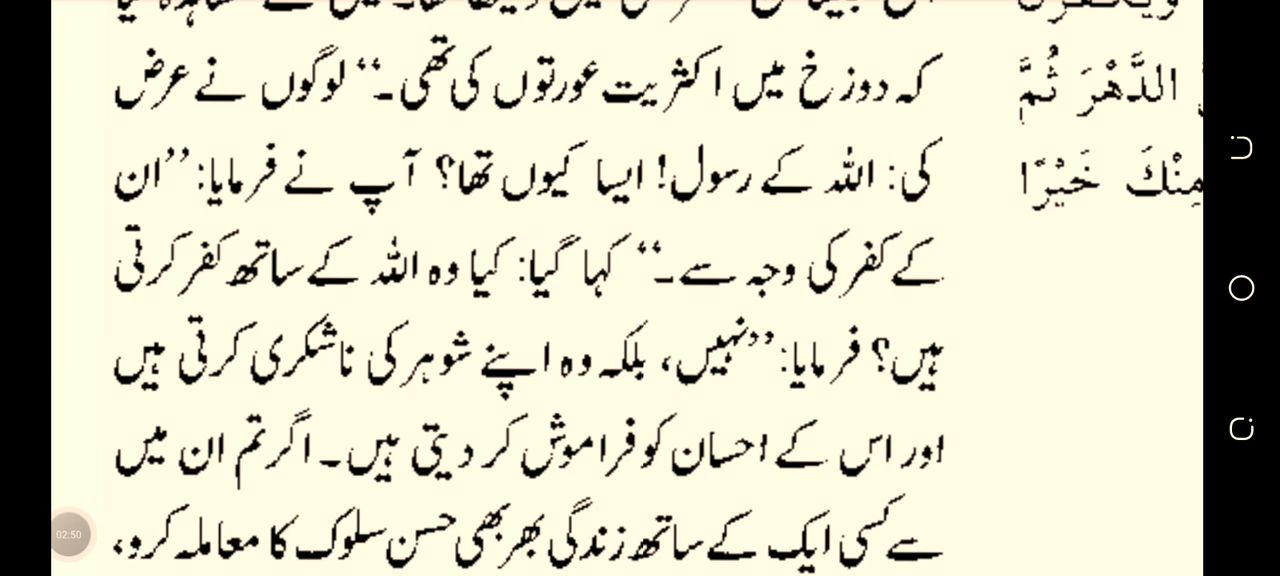 کہ دوزخ میں اکثریت عورتوں کی تھی۔‘‘ لوگوں نے عرض
کی: اللہ کے رسول! ایسا کیوں تھا؟ آپ نے فرمایا: ’’ان
کے کفر کی وجہ سے۔‘‘ کہا گیا: کیا وہ اللہ کے ساتھ کفر کرتی
ہیں؟ فرمایا: ’’نہیں، بلکہ وہ اپنے شوہر کی ناشکری کرتی ہیں
اور اس کے احسان کو فراموش کر دیتی ہیں۔ اگر تم ان میں
سے کسی ایک کے ساتھ زندگی بھر بھی حسن سلوک کا معاملہ کرو،
الدَّهْرَ ثُمَّ
مِنْكَ خَيْرًا
02:50